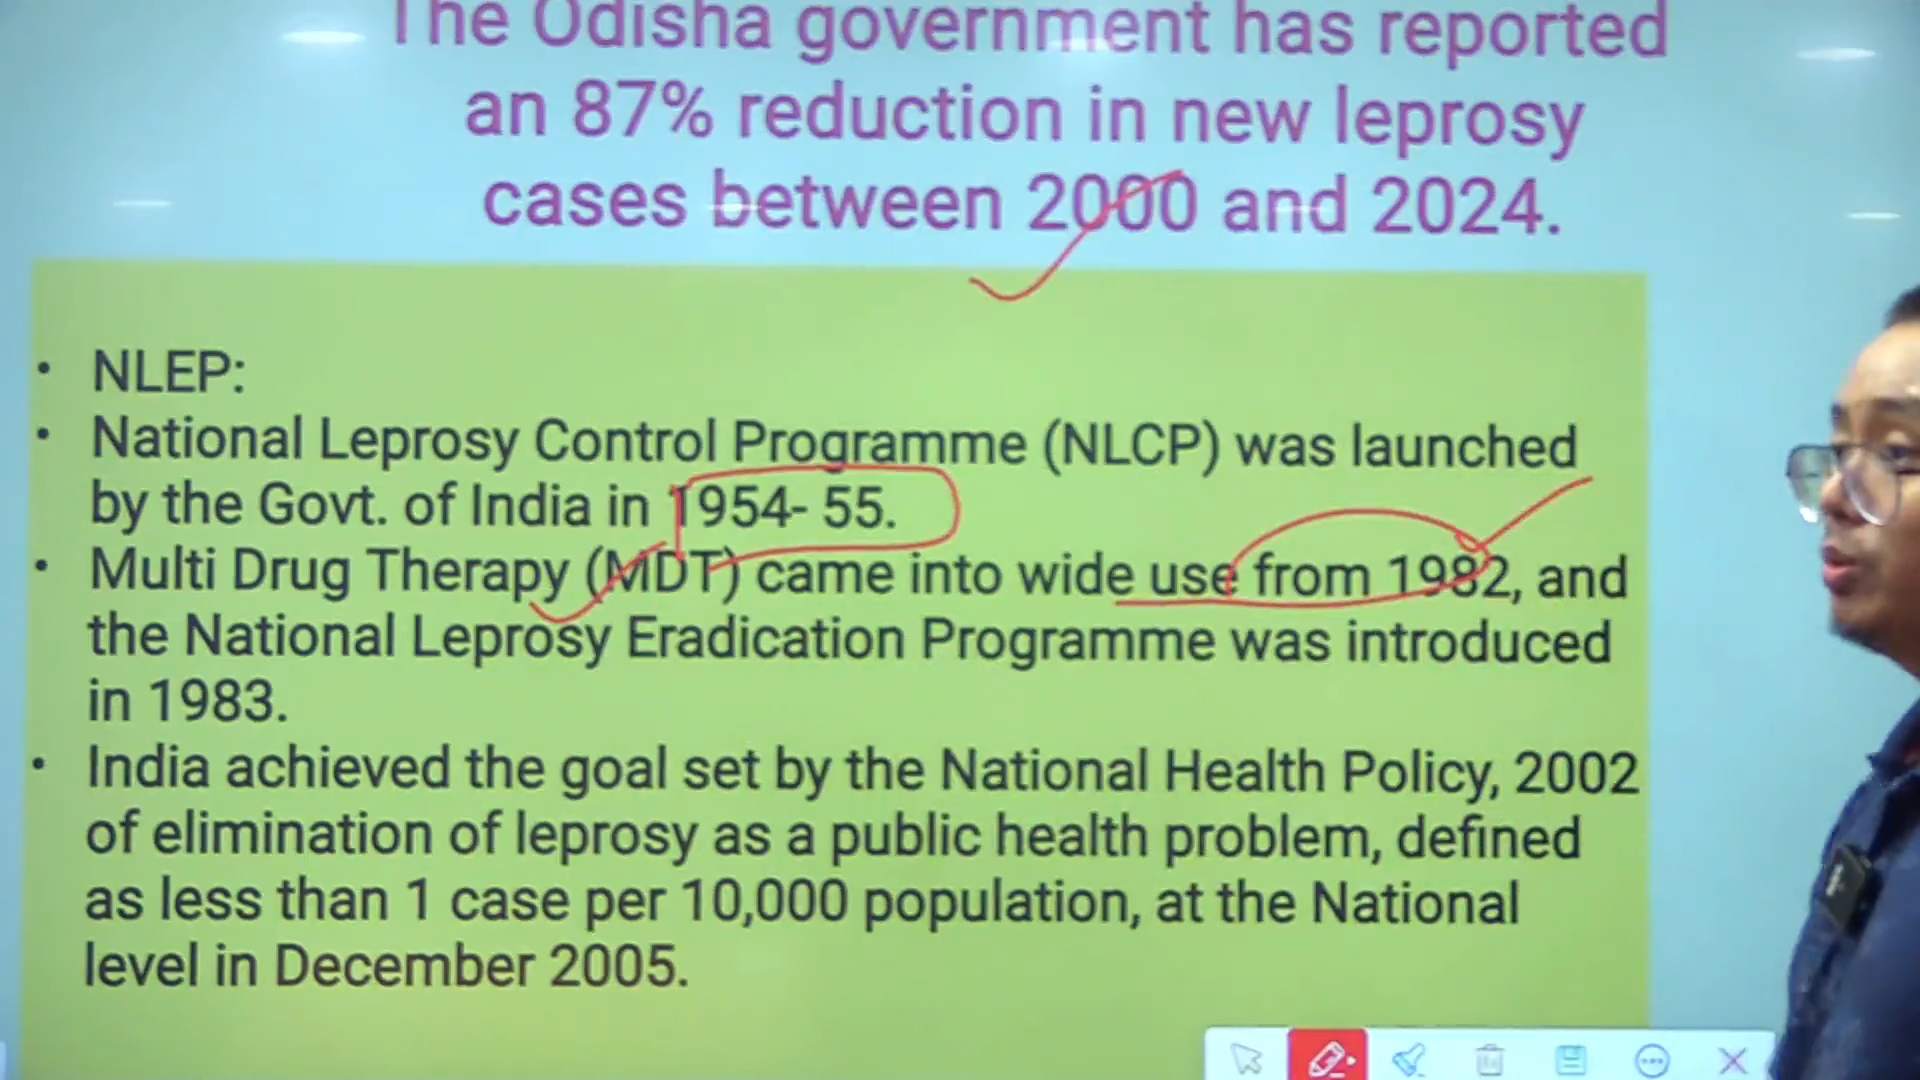 The Odisha government has reported
an 87% reduction in new leprosy
cases between 2000 and 2024.
• NLEP:
• National Leprosy Control Programme (NLCP) was launched
by the Govt. of India in 1954- 55.
• Multi Drug Therapy (MDT) came into wide use from 1982, and
the National Leprosy Eradication Programme was introduced
in 1983.
• India achieved the goal set by the National Health Policy, 2002
of elimination of leprosy as a public health problem, defined
as less than 1 case per 10,000 population, at the National
level in December 2005.